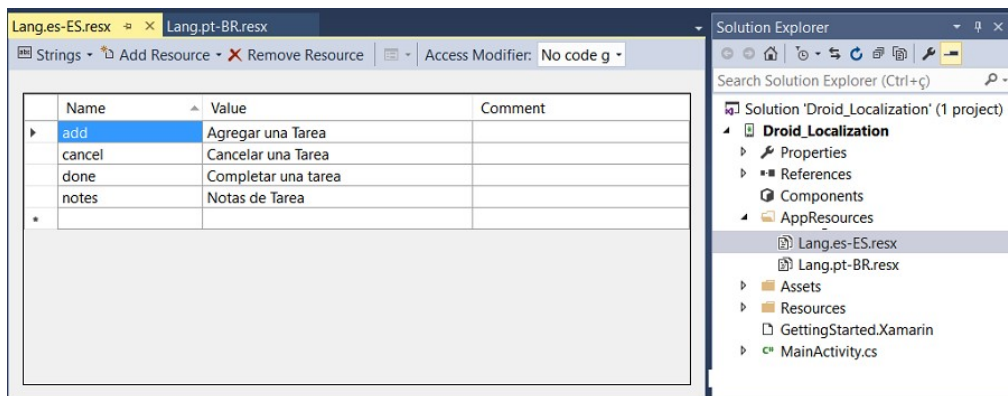 Lang.es-ES.resx Lang.pt-BR.resx
Strings Add Resource Remove Resource Access Modifier: No code g
Name Value Comment
add Agregar una Tarea
cancel Cancelar una Tarea
done Completar una tarea
notes Notas de Tarea
*
Solution Explorer
Search Solution Explorer (Ctrl+ç)
Solution 'Droid_Localization' (1 project)
Droid_Localization
Properties
References
Components
AppResources
Lang.es-ES.resx
Lang.pt-BR.resx
Assets
Resources
GettingStarted.Xamarin
C# MainActivity.cs